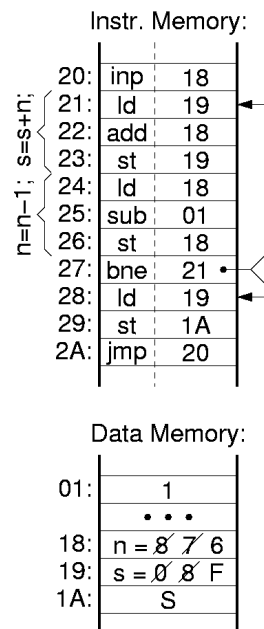 Instr. Memory:
20: inp 18
21: ld 19
22: add 18
23: st 19
24: ld 18
25: sub 01
26: st 18
27: bne 21
28: ld 19
29: st 1A
2A: jmp 20
s=s+n;
n=n−1;
Data Memory:
01: 1
• • •
18: n = 8 7 6
19: s = 0 8 F
1A: S